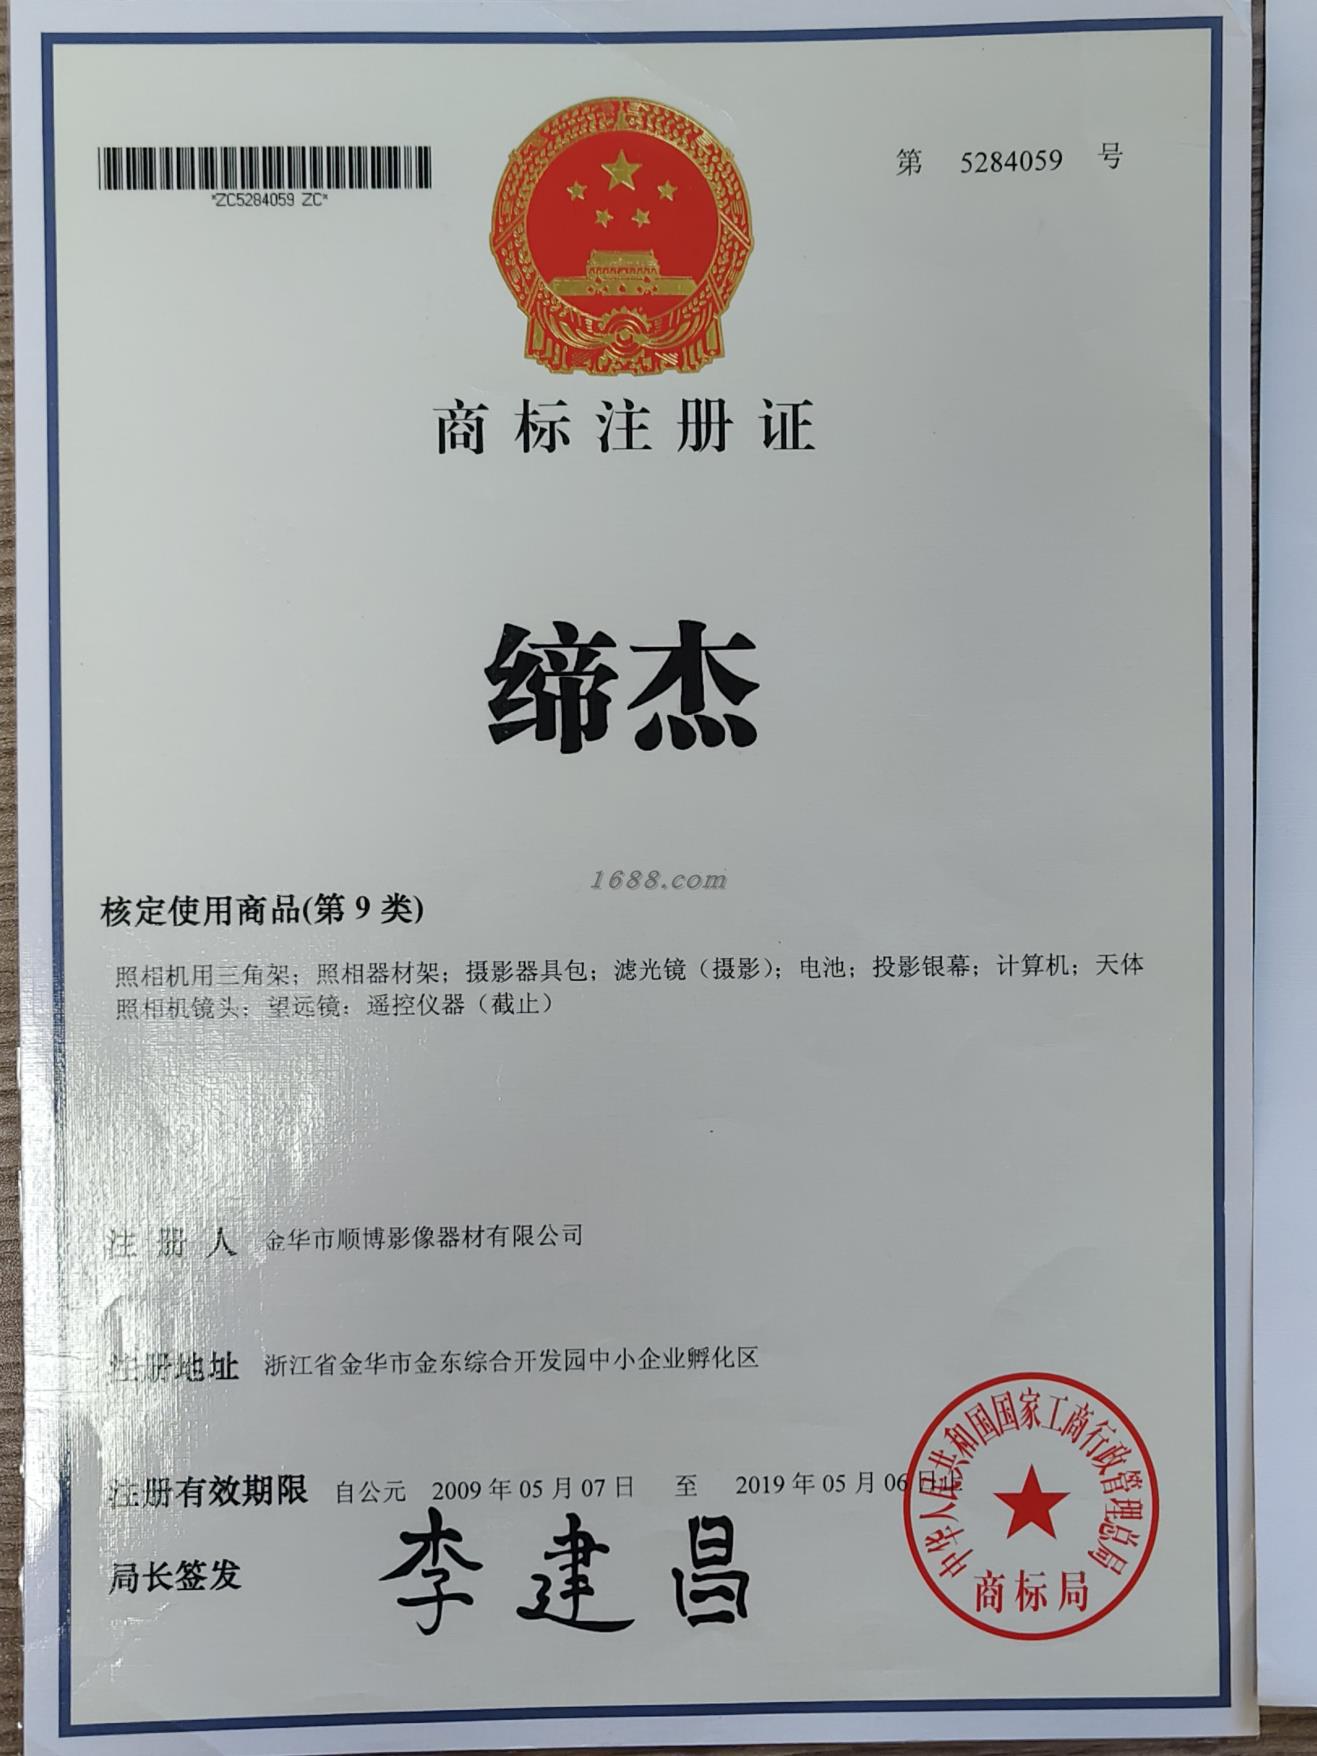 *ZC5284059 ZC*
第 5284059 号
商标注册证
缔杰
1688.com
核定使用商品(第 9 类)
照相机用三角架；照相器材架；摄影器具包；滤光镜（摄影）；电池；投影银幕；计算机；天体
照相机镜头；望远镜；遥控仪器（截止）
注册人 金华市顺博影像器材有限公司
注册地址 浙江省金华市金东综合开发园中小企业孵化区
注册有效期限 自公元 2009 年 05 月 07 日 至 2019 年 05 月 06 日止
局长签发 李建昌
中华人民共和国国家工商行政管理总局
商标局